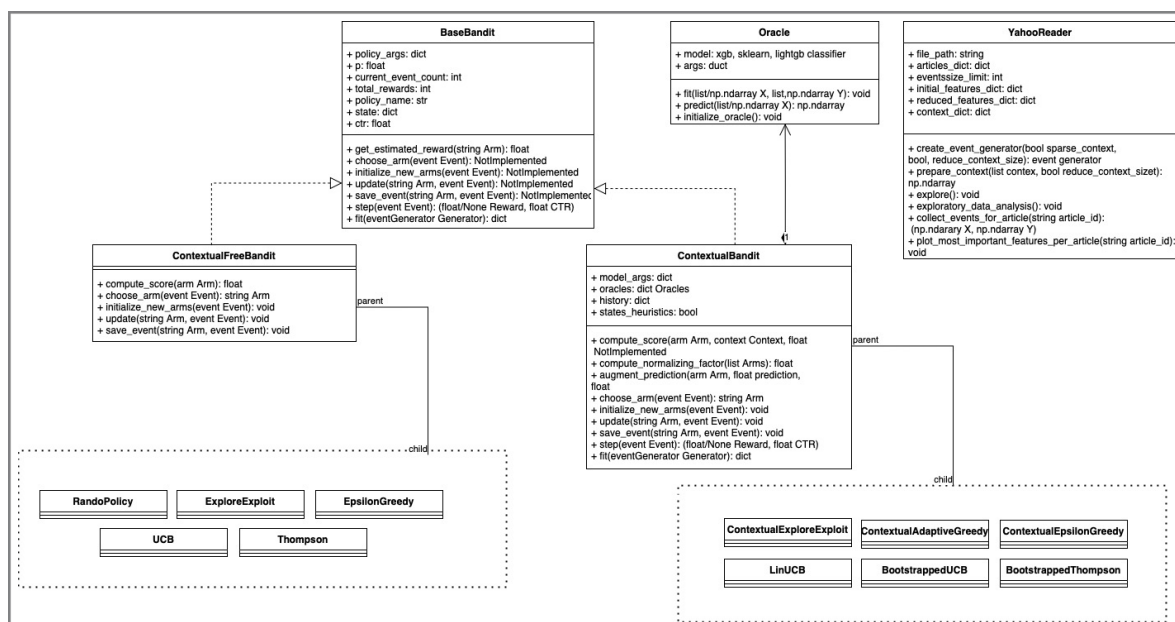 BaseBandit
+ policy_args: dict
+ p: float
+ current_event_count: int
+ total_rewards: int
+ policy_name: str
+ state: dict
+ ctr: float
+ get_estimated_reward(string Arm): float
+ choose_arm(event Event): NotImplemented
+ initialize_new_arms(event Event): NotImplemented
+ update(string Arm, event Event): NotImplemented
+ save_event(string Arm, event Event): NotImplemented
+ step(event Event): (float/None Reward, float CTR)
+ fit(eventGenerator Generator): dict
Oracle
+ model: xgb, sklearn, lightgb classifier
+ args: duct
+ fit(list/np.ndarray X, list,np.ndarray Y): void
+ predict(list/np.ndarray X): np.ndarray
+ initialize_oracle(): void
YahooReader
+ file_path: string
+ articles_dict: dict
+ eventssize_limit: int
+ initial_features_dict: dict
+ reduced_features_dict: dict
+ context_dict: dict
+ create_event_generator(bool sparse_context,
bool, reduce_context_size): event generator
+ prepare_context(list contex, bool reduce_context_sizet):
np.ndarray
+ explore(): void
+ exploratory_data_analysis(): void
+ collect_events_for_article(string article_id):
(np.ndarary X, np.ndarray Y)
+ plot_most_important_features_per_article(string article_id):
void
ContextualFreeBandit
+ compute_score(arm Arm): float
+ choose_arm(event Event): string Arm
+ initialize_new_arms(event Event): void
+ update(string Arm, event Event): void
+ save_event(string Arm, event Event): void
parent
child
1
ContextualBandit
+ model_args: dict
+ oracles: dict Oracles
+ history: dict
+ states_heuristics: bool
+ compute_score(arm Arm, context Context, float
NotImplemented
+ compute_normalizing_factor(list Arms): float
+ augment_prediction(arm Arm, float prediction,
float
+ choose_arm(event Event): string Arm
+ initialize_new_arms(event Event): void
+ update(string Arm, event Event): void
+ save_event(string Arm, event Event): void
+ step(event Event): (float/None Reward, float CTR)
+ fit(eventGenerator Generator): dict
parent
child
RandoPolicy
ExploreExploit
EpsilonGreedy
UCB
Thompson
ContextualExploreExploit
ContextualAdaptiveGreedy
ContextualEpsilonGreedy
LinUCB
BootstrappedUCB
BootstrappedThompson